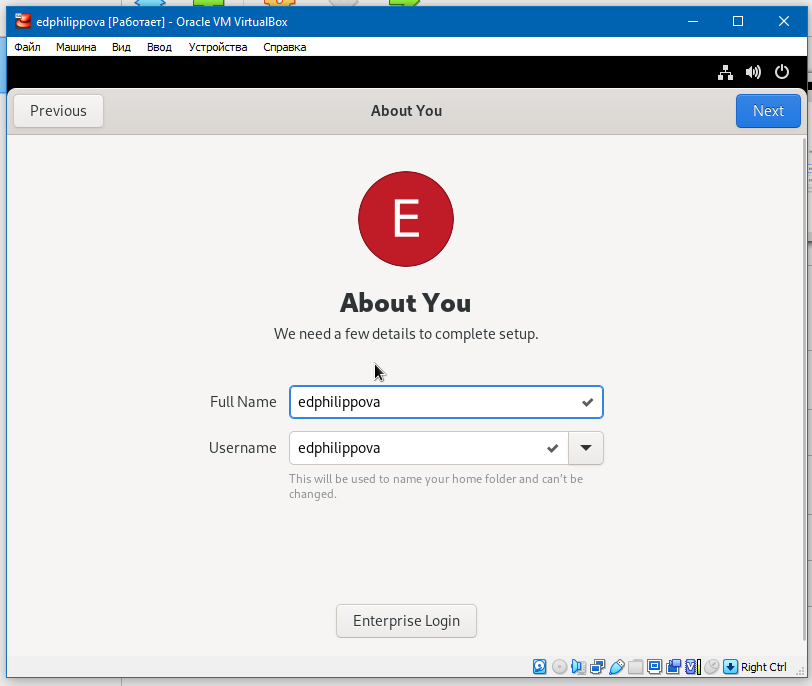 edphilippova [Работает] - Oracle VM VirtualBox
Файл Машина Вид Ввод Устройства Справка
Previous About You Next
E
About You
We need a few details to complete setup.
Full Name edphilippova
Username edphilippova
This will be used to name your home folder and can't be
changed.
Enterprise Login
Right Ctrl